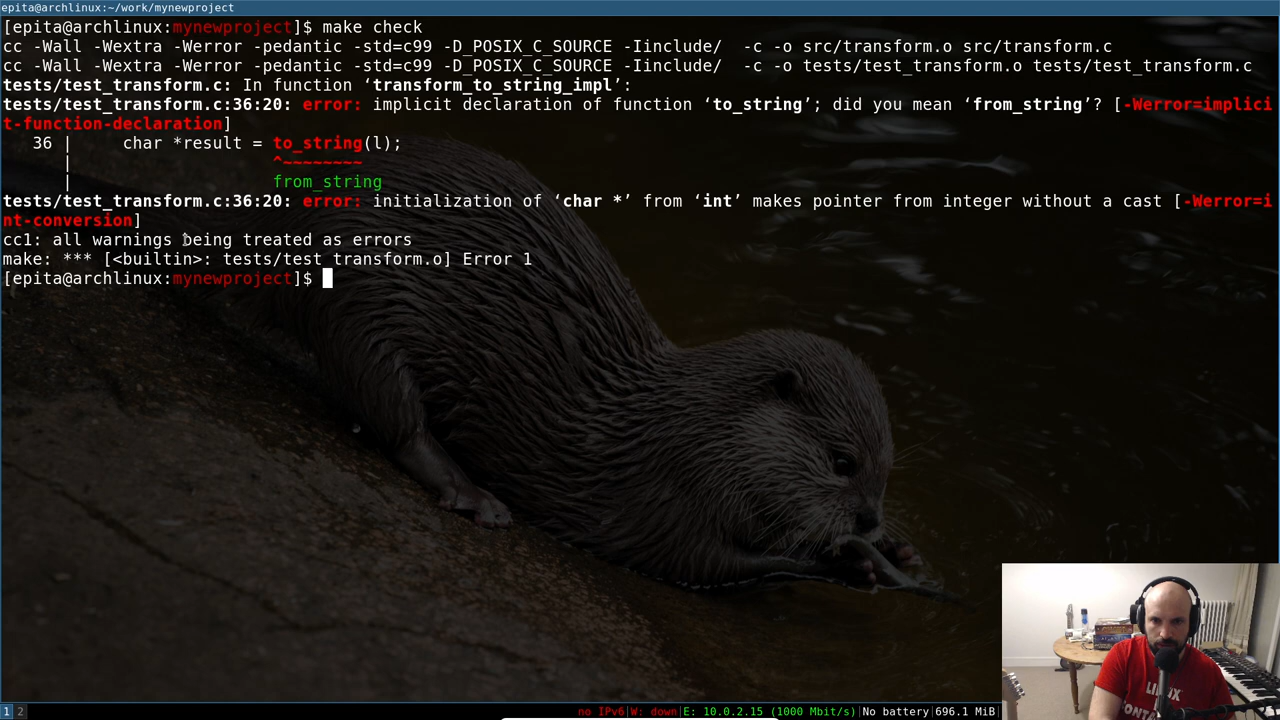 epita@archlinux:~/work/mynewproject
[epita@archlinux:mynewproject]$ make check
cc -Wall -Wextra -Werror -pedantic -std=c99 -D_POSIX_C_SOURCE -Iinclude/  -c -o src/transform.o src/transform.c
cc -Wall -Wextra -Werror -pedantic -std=c99 -D_POSIX_C_SOURCE -Iinclude/  -c -o tests/test_transform.o tests/test_transform.c
tests/test_transform.c: In function ‘transform_to_string_impl’:
tests/test_transform.c:36:20: error: implicit declaration of function ‘to_string’; did you mean ‘from_string’? [-Werror=implici
t-function-declaration]
   36 |     char *result = to_string(l);
      |                    ^~~~~~~~~
      |                    from_string
tests/test_transform.c:36:20: error: initialization of ‘char *’ from ‘int’ makes pointer from integer without a cast [-Werror=i
nt-conversion]
cc1: all warnings being treated as errors
make: *** [<builtin>: tests/test_transform.o] Error 1
[epita@archlinux:mynewproject]$
LINUX
CONTO
1 2
no IPv6|W: down|E: 10.0.2.15 (1000 Mbit/s)|No battery|696.1 MiB